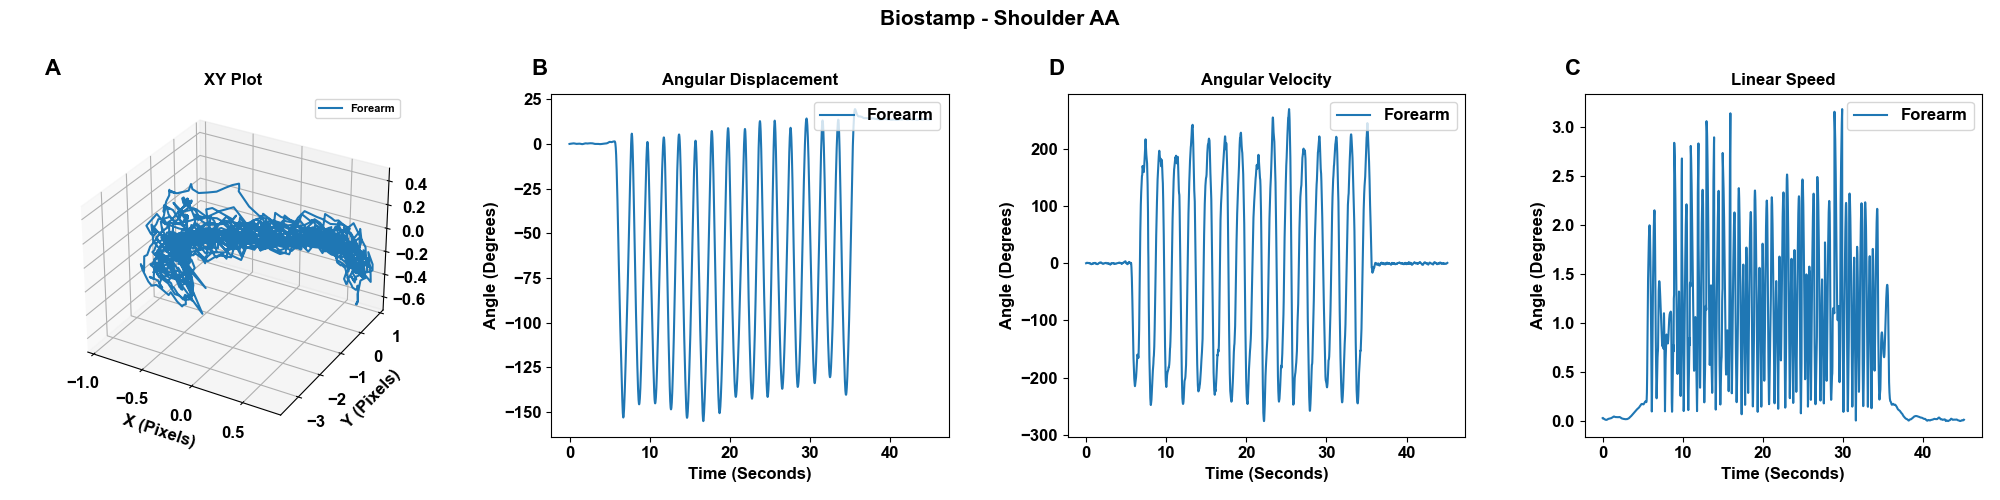 Biostamp - Shoulder AA
A
XY Plot
Forearm
0.4
0.2
0.0
−0.2
−0.4
−0.6
1
0
−1
−2
−3
Y (Pixels)
−1.0
−0.5
0.0
0.5
X (Pixels)
B
Angular Displacement
Forearm
25
0
−25
−50
−75
−100
−125
−150
Angle (Degrees)
0 10 20 30 40
Time (Seconds)
D
Angular Velocity
Forearm
200
100
0
−100
−200
−300
Angle (Degrees)
0 10 20 30 40
Time (Seconds)
C
Linear Speed
Forearm
3.0
2.5
2.0
1.5
1.0
0.5
0.0
Angle (Degrees)
0 10 20 30 40
Time (Seconds)